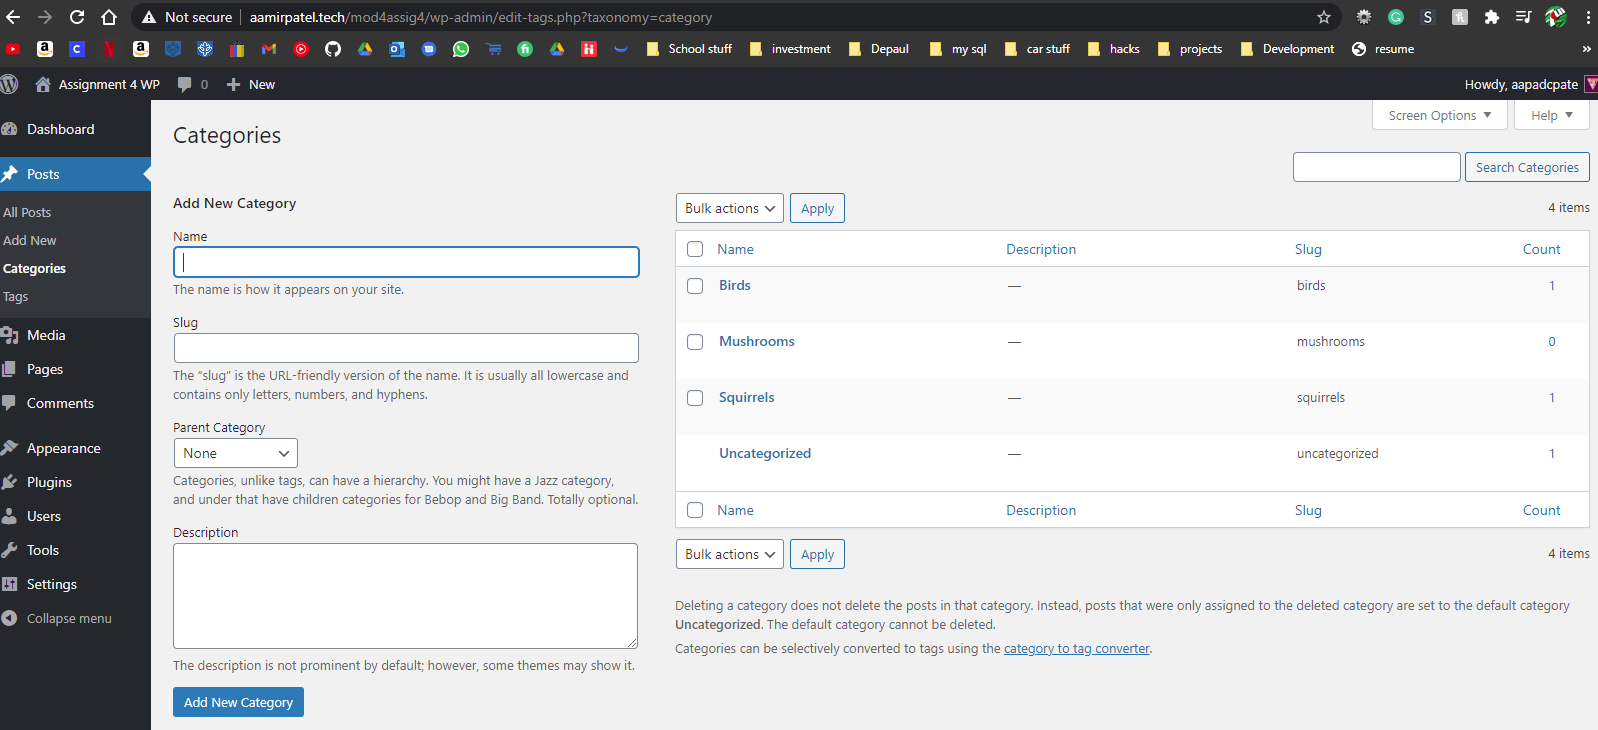 Not secure | aamirpatel.tech/mod4assig4/wp-admin/edit-tags.php?taxonomy=category
School stuff investment Depaul my sql car stuff hacks projects Development resume »
Assignment 4 WP 0 + New Howdy, aapadcpate
Dashboard
Posts
All Posts
Add New
Categories
Tags
Media
Pages
Comments
Appearance
Plugins
Users
Tools
Settings
Collapse menu
Screen Options Help
Categories
Search Categories
Add New Category
Name
The name is how it appears on your site.
Slug
The “slug” is the URL-friendly version of the name. It is usually all lowercase and
contains only letters, numbers, and hyphens.
Parent Category
None
Categories, unlike tags, can have a hierarchy. You might have a Jazz category,
and under that have children categories for Bebop and Big Band. Totally optional.
Description
The description is not prominent by default; however, some themes may show it.
Add New Category
Bulk actions Apply 4 items
Name Description Slug Count
Birds — birds 1
Mushrooms — mushrooms 0
Squirrels — squirrels 1
Uncategorized — uncategorized 1
Name Description Slug Count
Bulk actions Apply 4 items
Deleting a category does not delete the posts in that category. Instead, posts that were only assigned to the deleted category are set to the default category
Uncategorized. The default category cannot be deleted.
Categories can be selectively converted to tags using the category to tag converter.